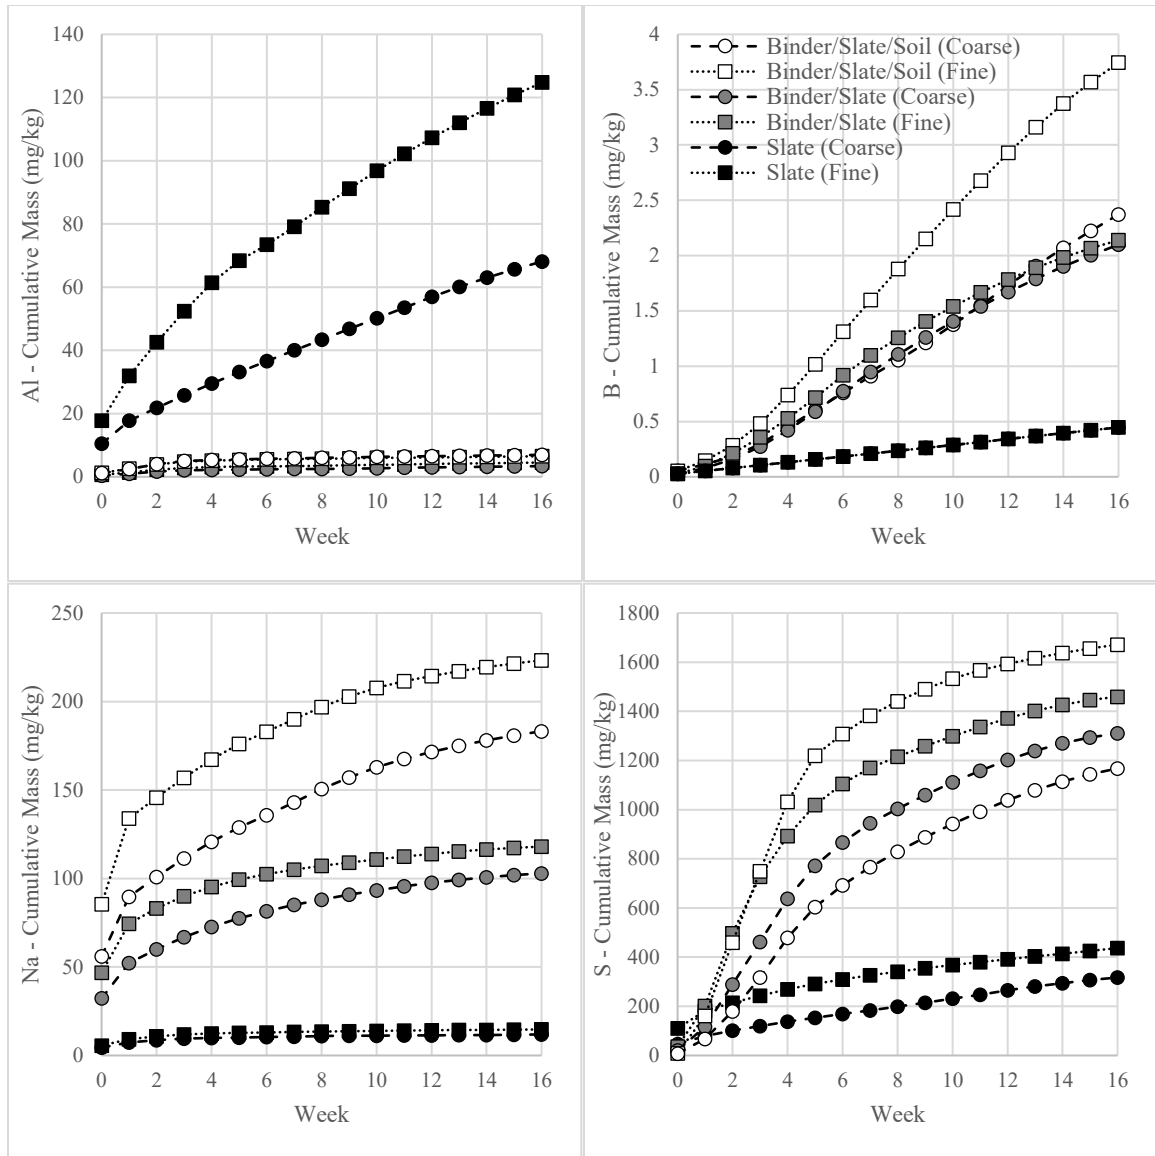 140
120
100
80
60
40
20
0
Al - Cumulative Mass (mg/kg)
0 2 4 6 8 10 12 14 16
Week
4
3.5
3
2.5
2
1.5
1
0.5
0
B - Cumulative Mass (mg/kg)
Binder/Slate/Soil (Coarse)
Binder/Slate/Soil (Fine)
Binder/Slate (Coarse)
Binder/Slate (Fine)
Slate (Coarse)
Slate (Fine)
0 2 4 6 8 10 12 14 16
Week
250
200
150
100
50
0
Na - Cumulative Mass (mg/kg)
0 2 4 6 8 10 12 14 16
Week
1800
1600
1400
1200
1000
800
600
400
200
0
S - Cumulative Mass (mg/kg)
0 2 4 6 8 10 12 14 16
Week